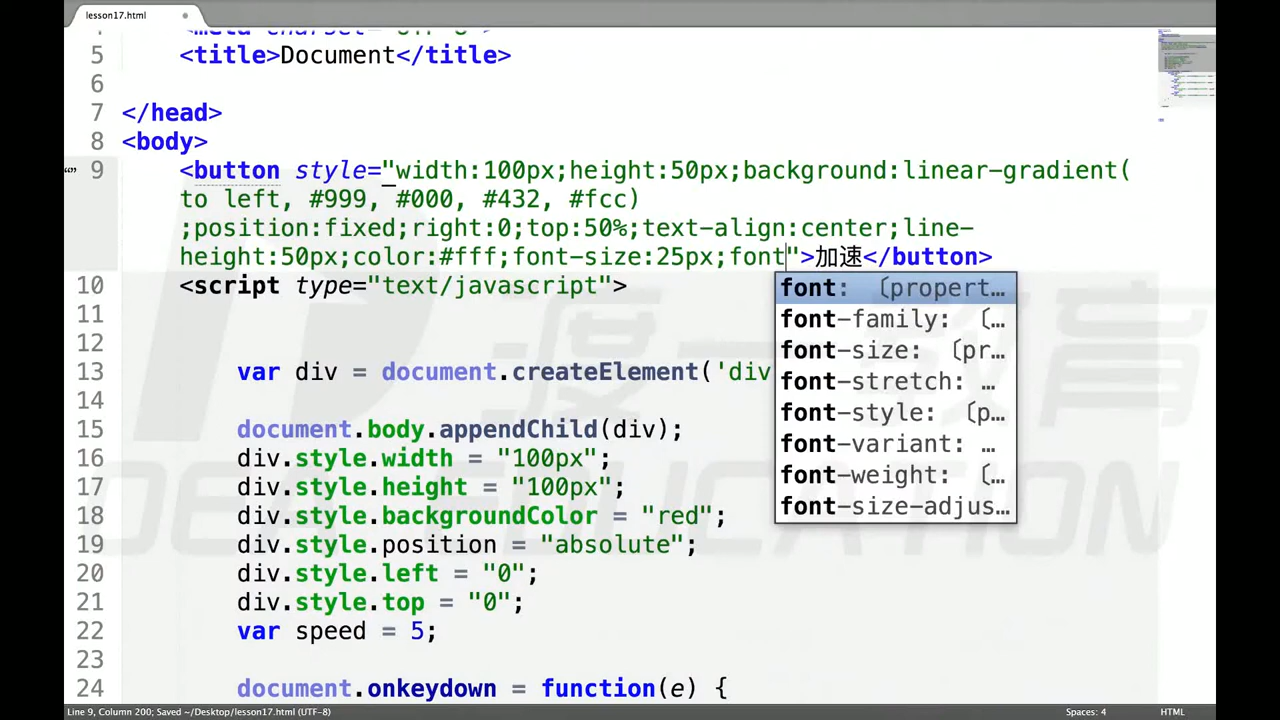 lesson17.html
5 <title>Document</title>
6
7 </head>
8 <body>
9 <button style="width:100px;height:50px;background:linear-gradient(
to left, #999, #000, #432, #fcc)
;position:fixed;right:0;top:50%;text-align:center;line-
height:50px;color:#fff;font-size:25px;font">加速</button>
10 <script type="text/javascript">
11
12
13 var div = document.createElement('div
14
15 document.body.appendChild(div);
16 div.style.width = "100px";
17 div.style.height = "100px";
18 div.style.backgroundColor = "red";
19 div.style.position = "absolute";
20 div.style.left = "0";
21 div.style.top = "0";
22 var speed = 5;
23
24 document.onkeydown = function(e) {
font: (propert…
font-family: (…
font-size: (pr…
font-stretch: …
font-style: (p…
font-variant: …
font-weight: (…
font-size-adjus…
渡一教育
EDUCATION
Line 9, Column 200; Saved ~/Desktop/lesson17.html (UTF-8)
Spaces: 4
HTML